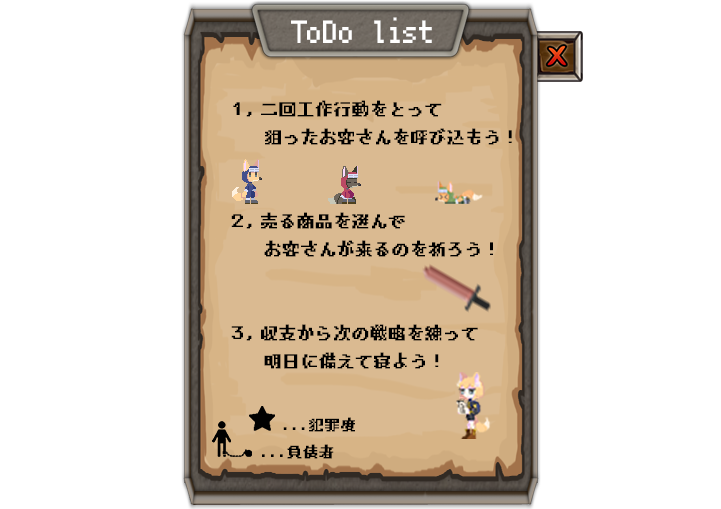 ToDo list
1, 二回工作行動をとって
狙ったお客さんを呼び込もう！
2, 売る商品を選んで
お客さんが来るのを祈ろう！
3, 収支から次の戦略を練って
明日に備えて寝よう！
...犯罪度
...負債者